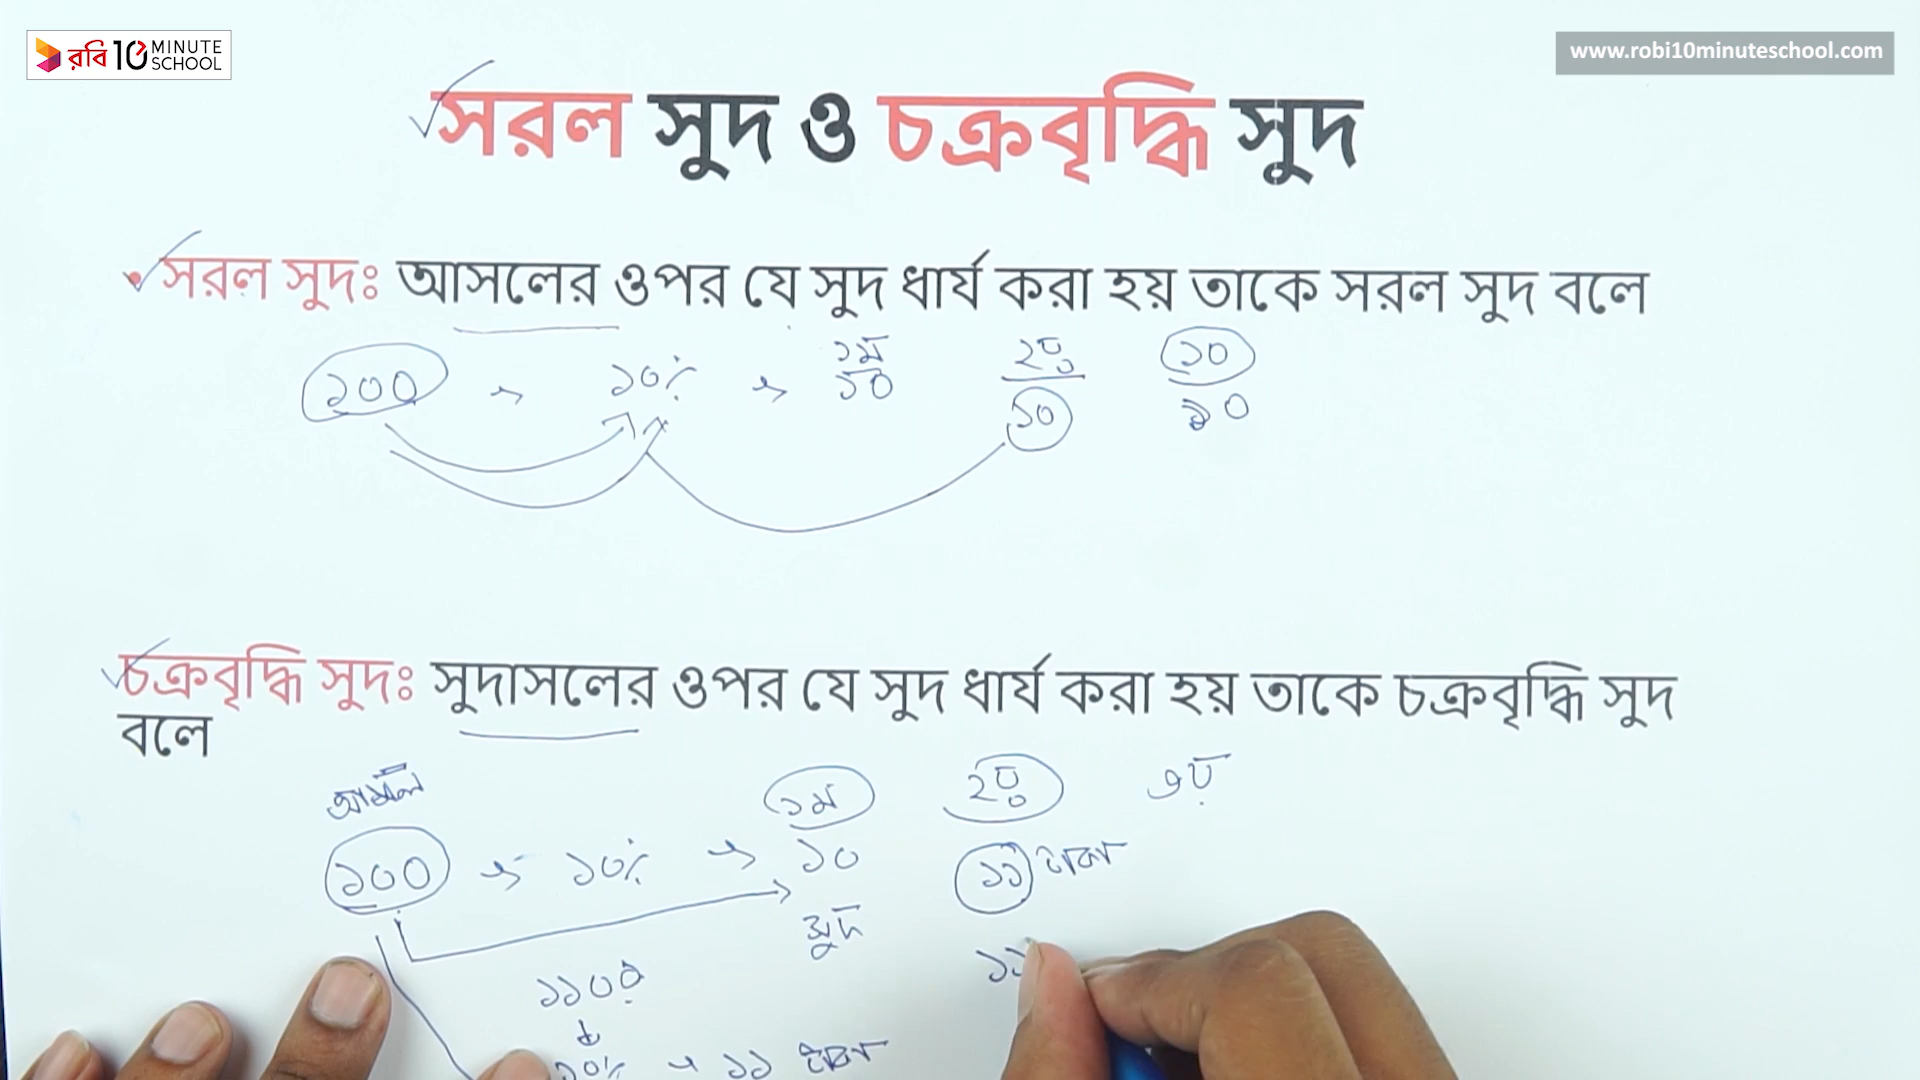 রবি 10 MINUTE SCHOOL
www.robi10minuteschool.com
সরল সুদ ও চক্রবৃদ্ধি সুদ
• সরল সুদঃ আসলের ওপর যে সুদ ধার্য করা হয় তাকে সরল সুদ বলে
১ম ২য় ১০
১০০ → ১০% → ১০ ১০ ১০
চক্রবৃদ্ধি সুদঃ সুদাসলের ওপর যে সুদ ধার্য করা হয় তাকে চক্রবৃদ্ধি সুদ
বলে
আসল ১ম ২য় ৩য়
১০০ → ১০% → ১০ ১১ টাকা
সুদ
১১
১০% → ১১ টাকা